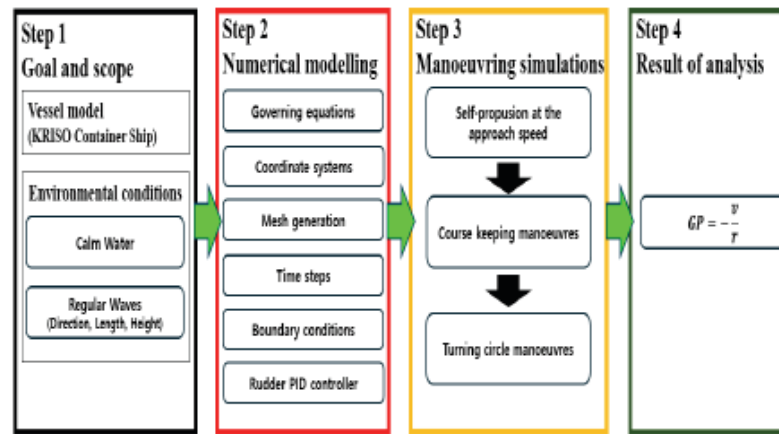 Step 1
Goal and scope
Vessel model
(KRISO Container Ship)
Environmental conditions
Calm Water
Regular Waves
(Direction, Length, Height)
Step 2
Numerical modelling
Governing equations
Coordinate systems
Mesh generation
Time steps
Boundary conditions
Rudder PID controller
Step 3
Manoeuvring simulations
Self-propusion at the
approach speed
Course keeping manoeuvres
Turning circle manoeuvres
Step 4
Result of analysis
GP = -v/r